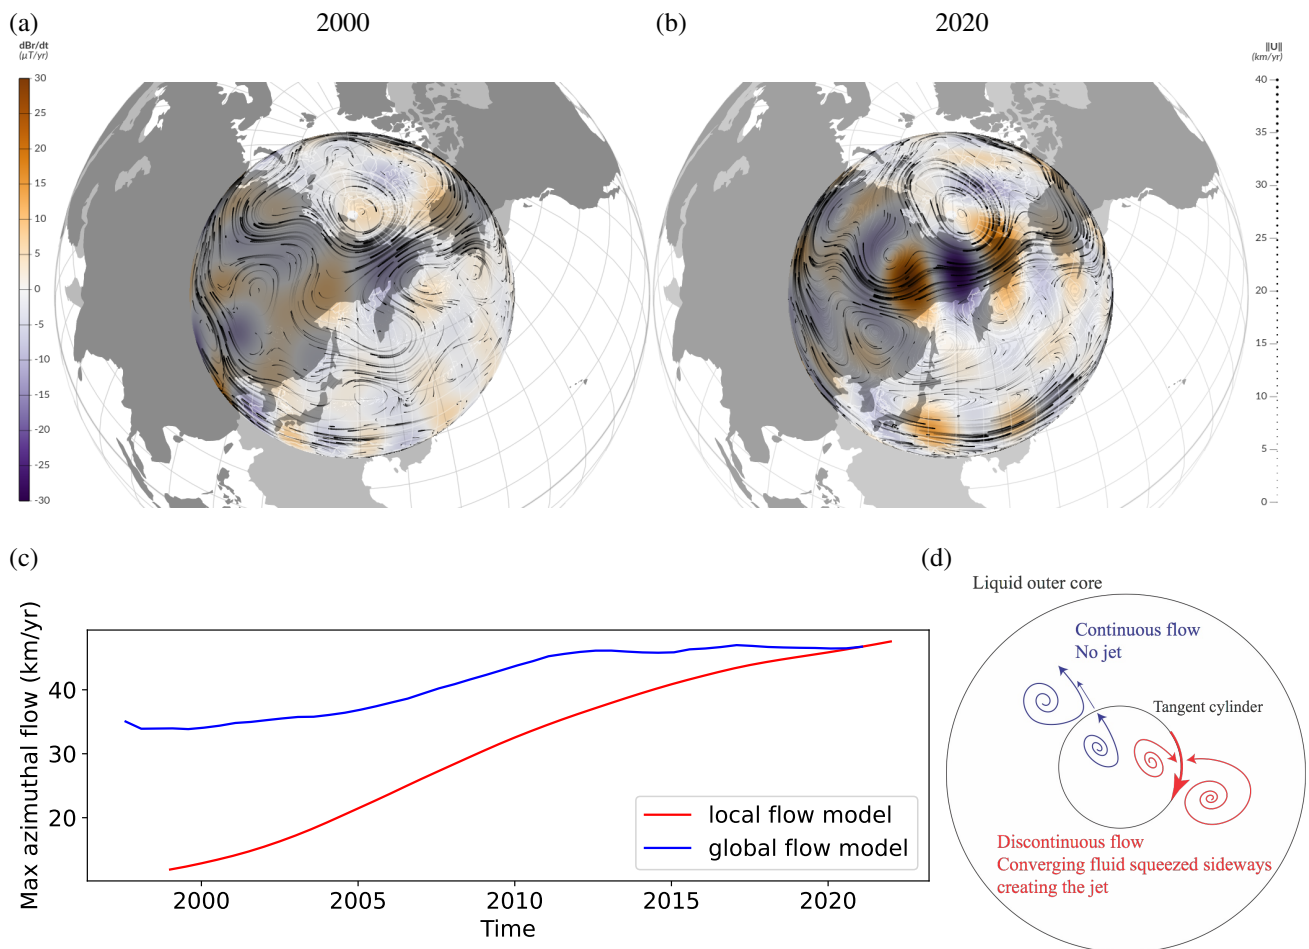 (a)
2000
(b)
2020
dBr/dt
(μT/yr)
30
25
20
15
10
5
0
-5
-10
-15
-20
-25
-30
||U||
(km/yr)
40
35
30
25
20
15
10
5
0
(c)
Max azimuthal flow (km/yr)
40
30
20
local flow model
global flow model
2000
2005
2010
2015
2020
Time
(d)
Liquid outer core
Continuous flow
No jet
Tangent cylinder
Discontinuous flow
Converging fluid squeezed sideways
creating the jet